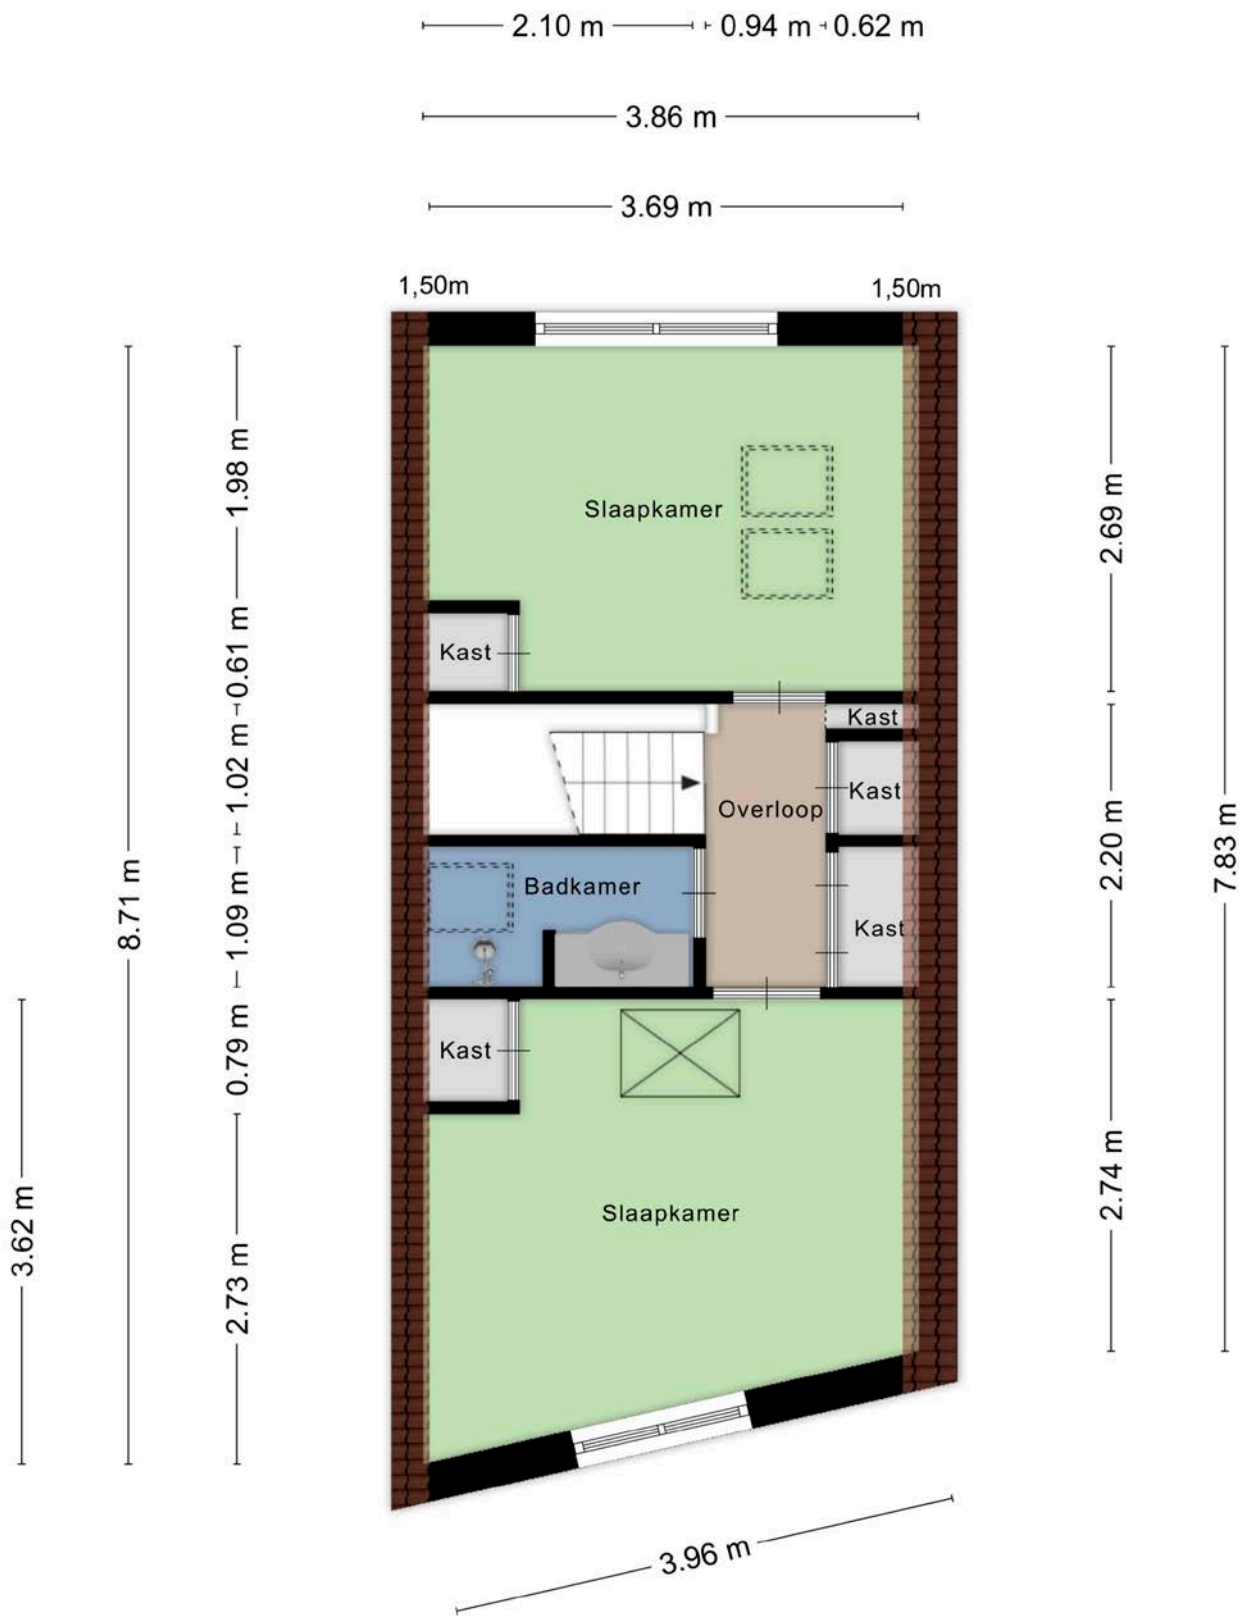 2.10 m 0.94 m 0.62 m
3.86 m
3.69 m
1,50m 1,50m
1.98 m
2.69 m
Slaapkamer
0.61 m
Kast
Kast
1.02 m
Kast
Overloop
2.20 m
7.83 m
8.71 m
1.09 m
Badkamer
Kast
0.79 m
Kast
2.74 m
Slaapkamer
3.62 m
2.73 m
3.96 m